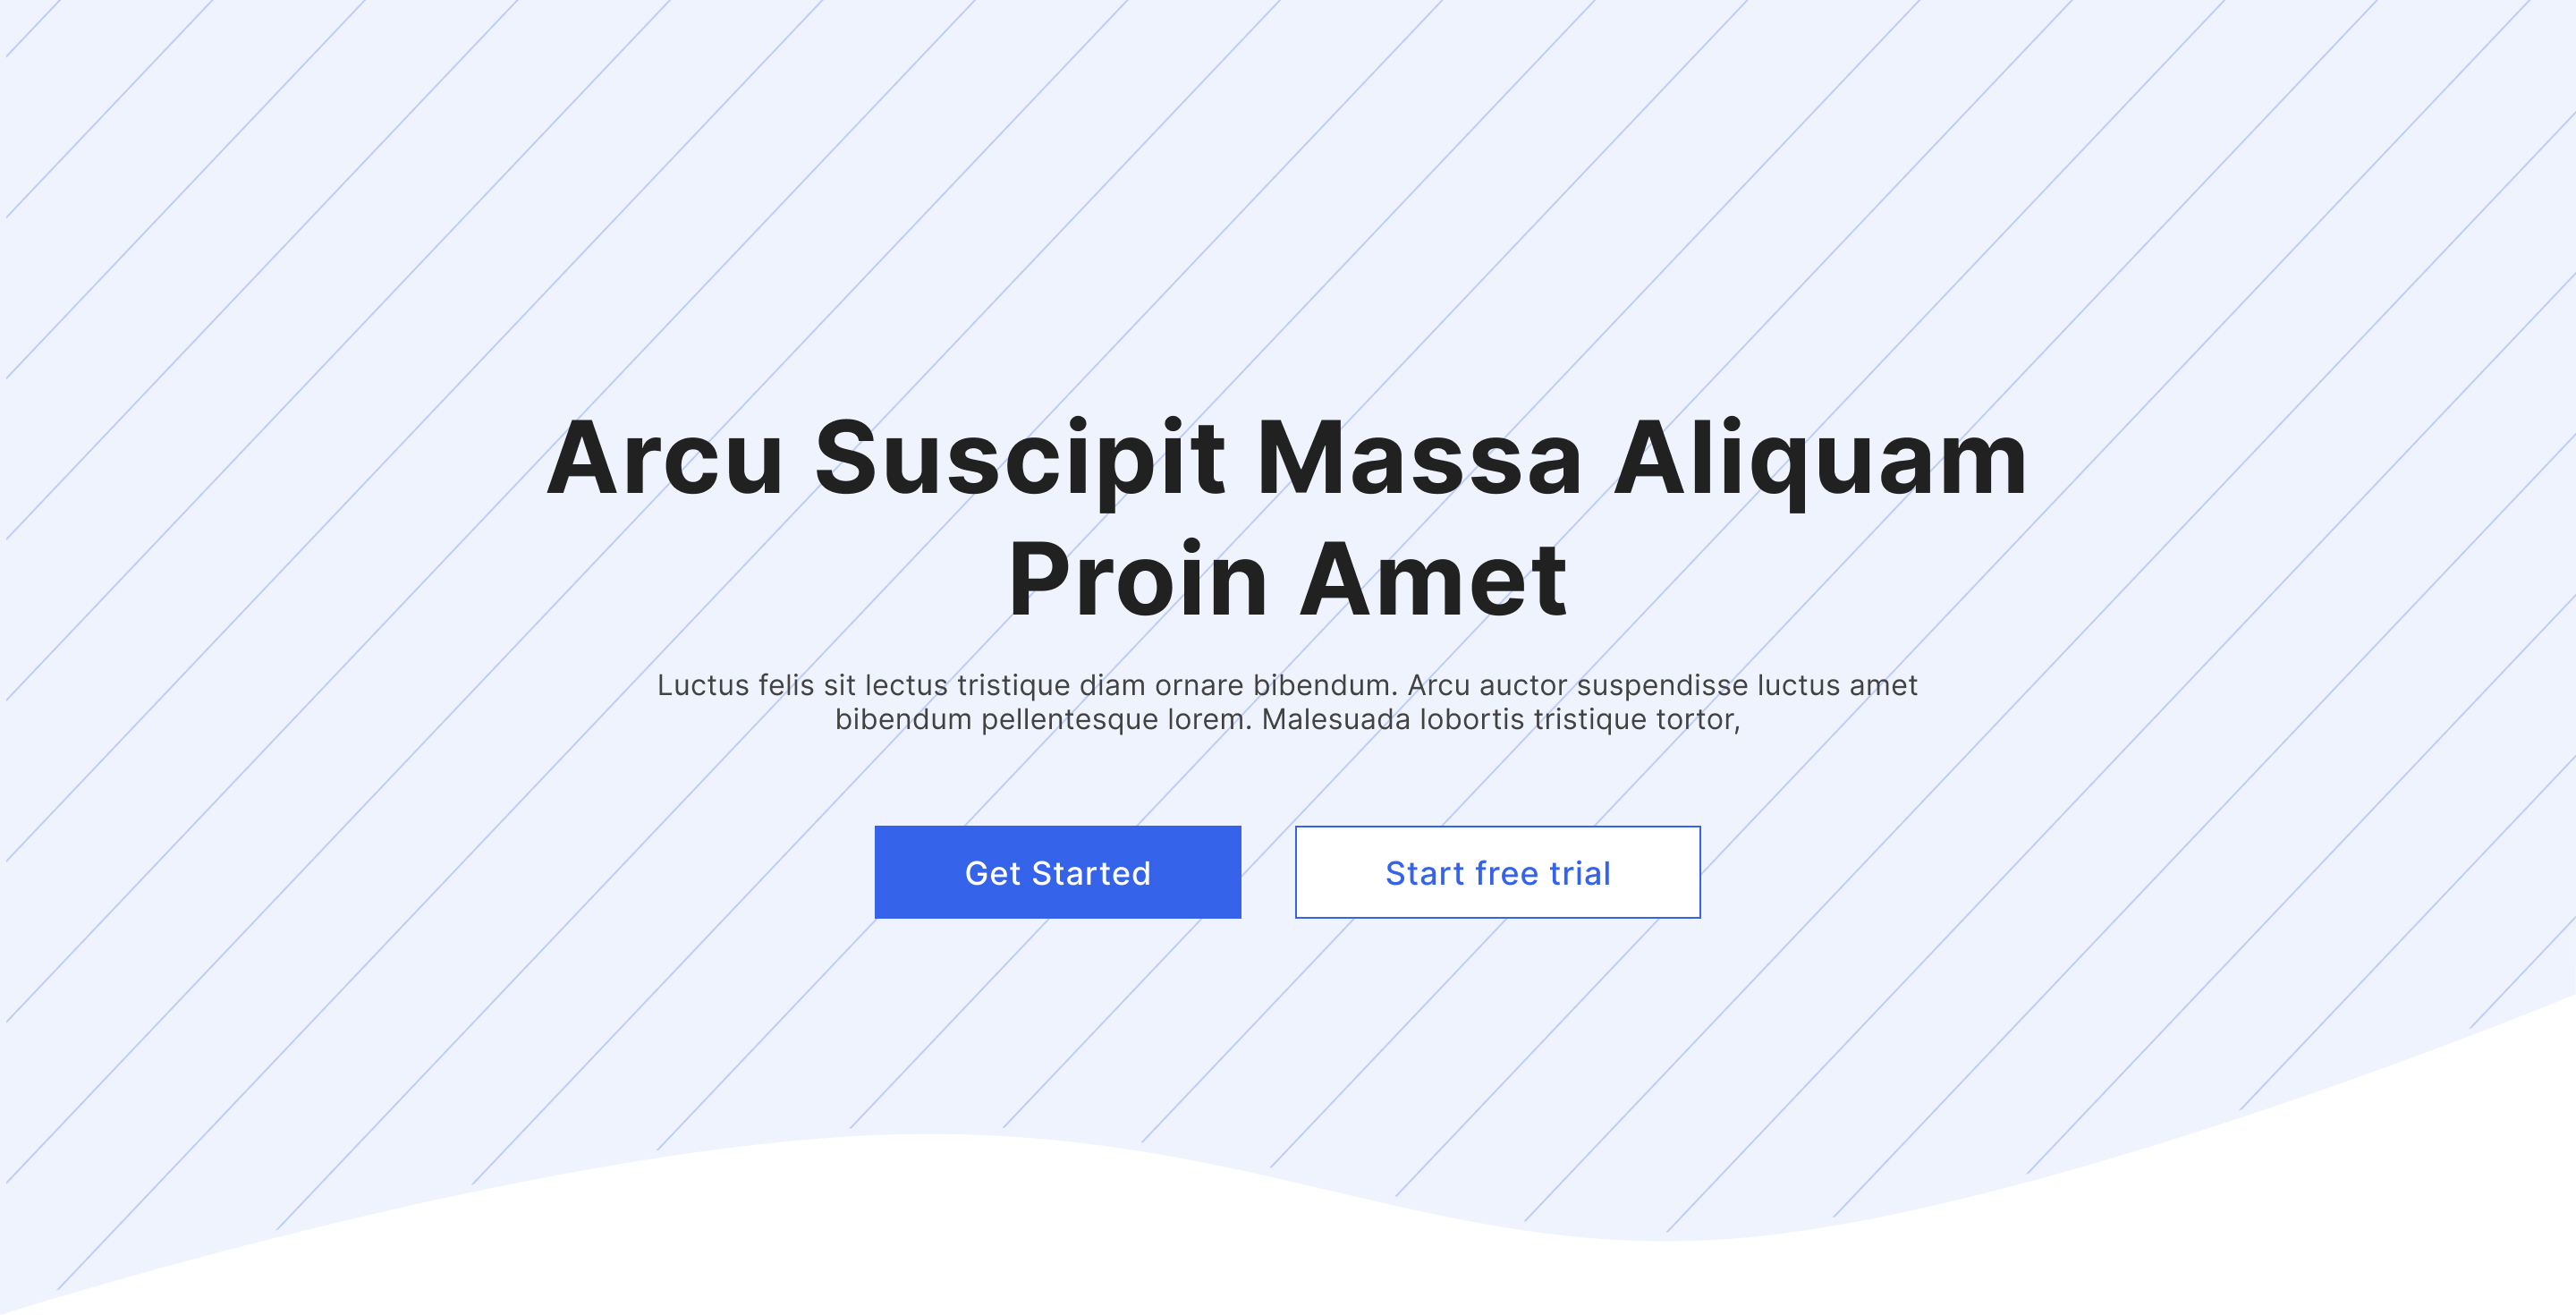 Arcu Suscipit Massa Aliquam
Proin Amet
Luctus felis sit lectus tristique diam ornare bibendum. Arcu auctor suspendisse luctus amet
bibendum pellentesque lorem. Malesuada lobortis tristique tortor,
Get Started
Start free trial